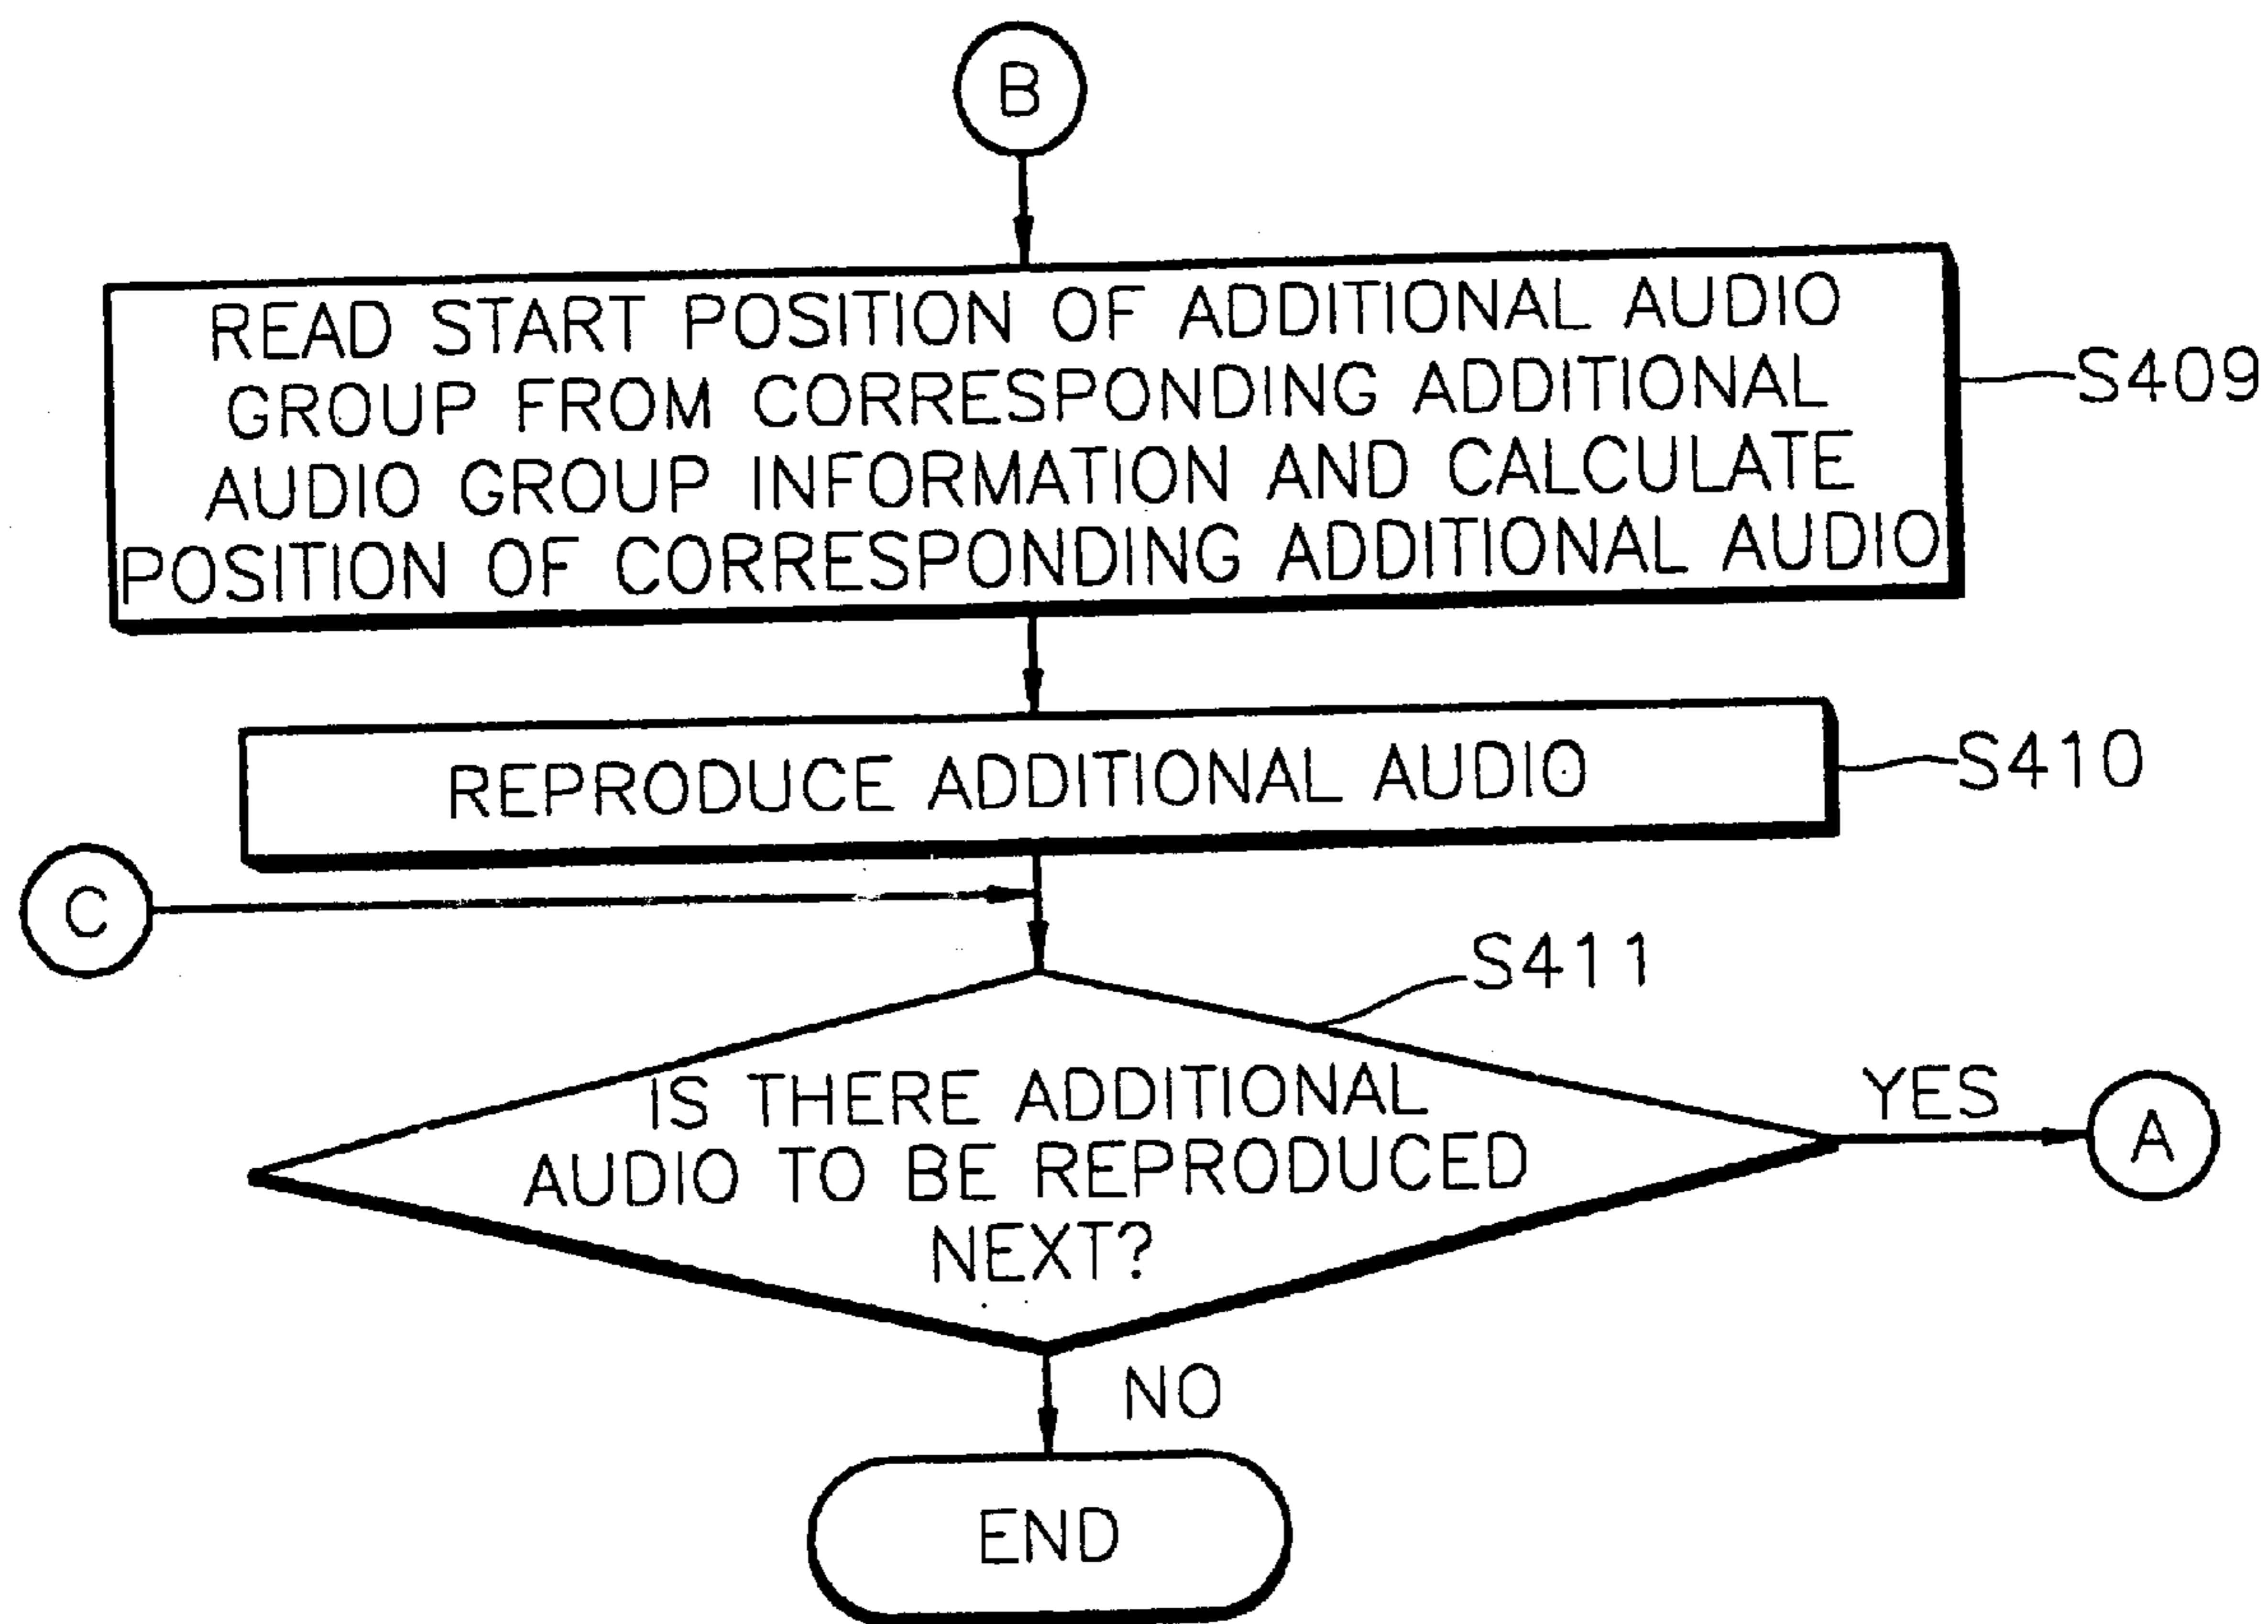 B
READ START POSITION OF ADDITIONAL AUDIO
GROUP FROM CORRESPONDING ADDITIONAL
AUDIO GROUP INFORMATION AND CALCULATE
POSITION OF CORRESPONDING ADDITIONAL AUDIO
S409
REPRODUCE ADDITIONAL AUDIO
S410
C
S411
IS THERE ADDITIONAL
AUDIO TO BE REPRODUCED
NEXT?
YES
A
NO
END